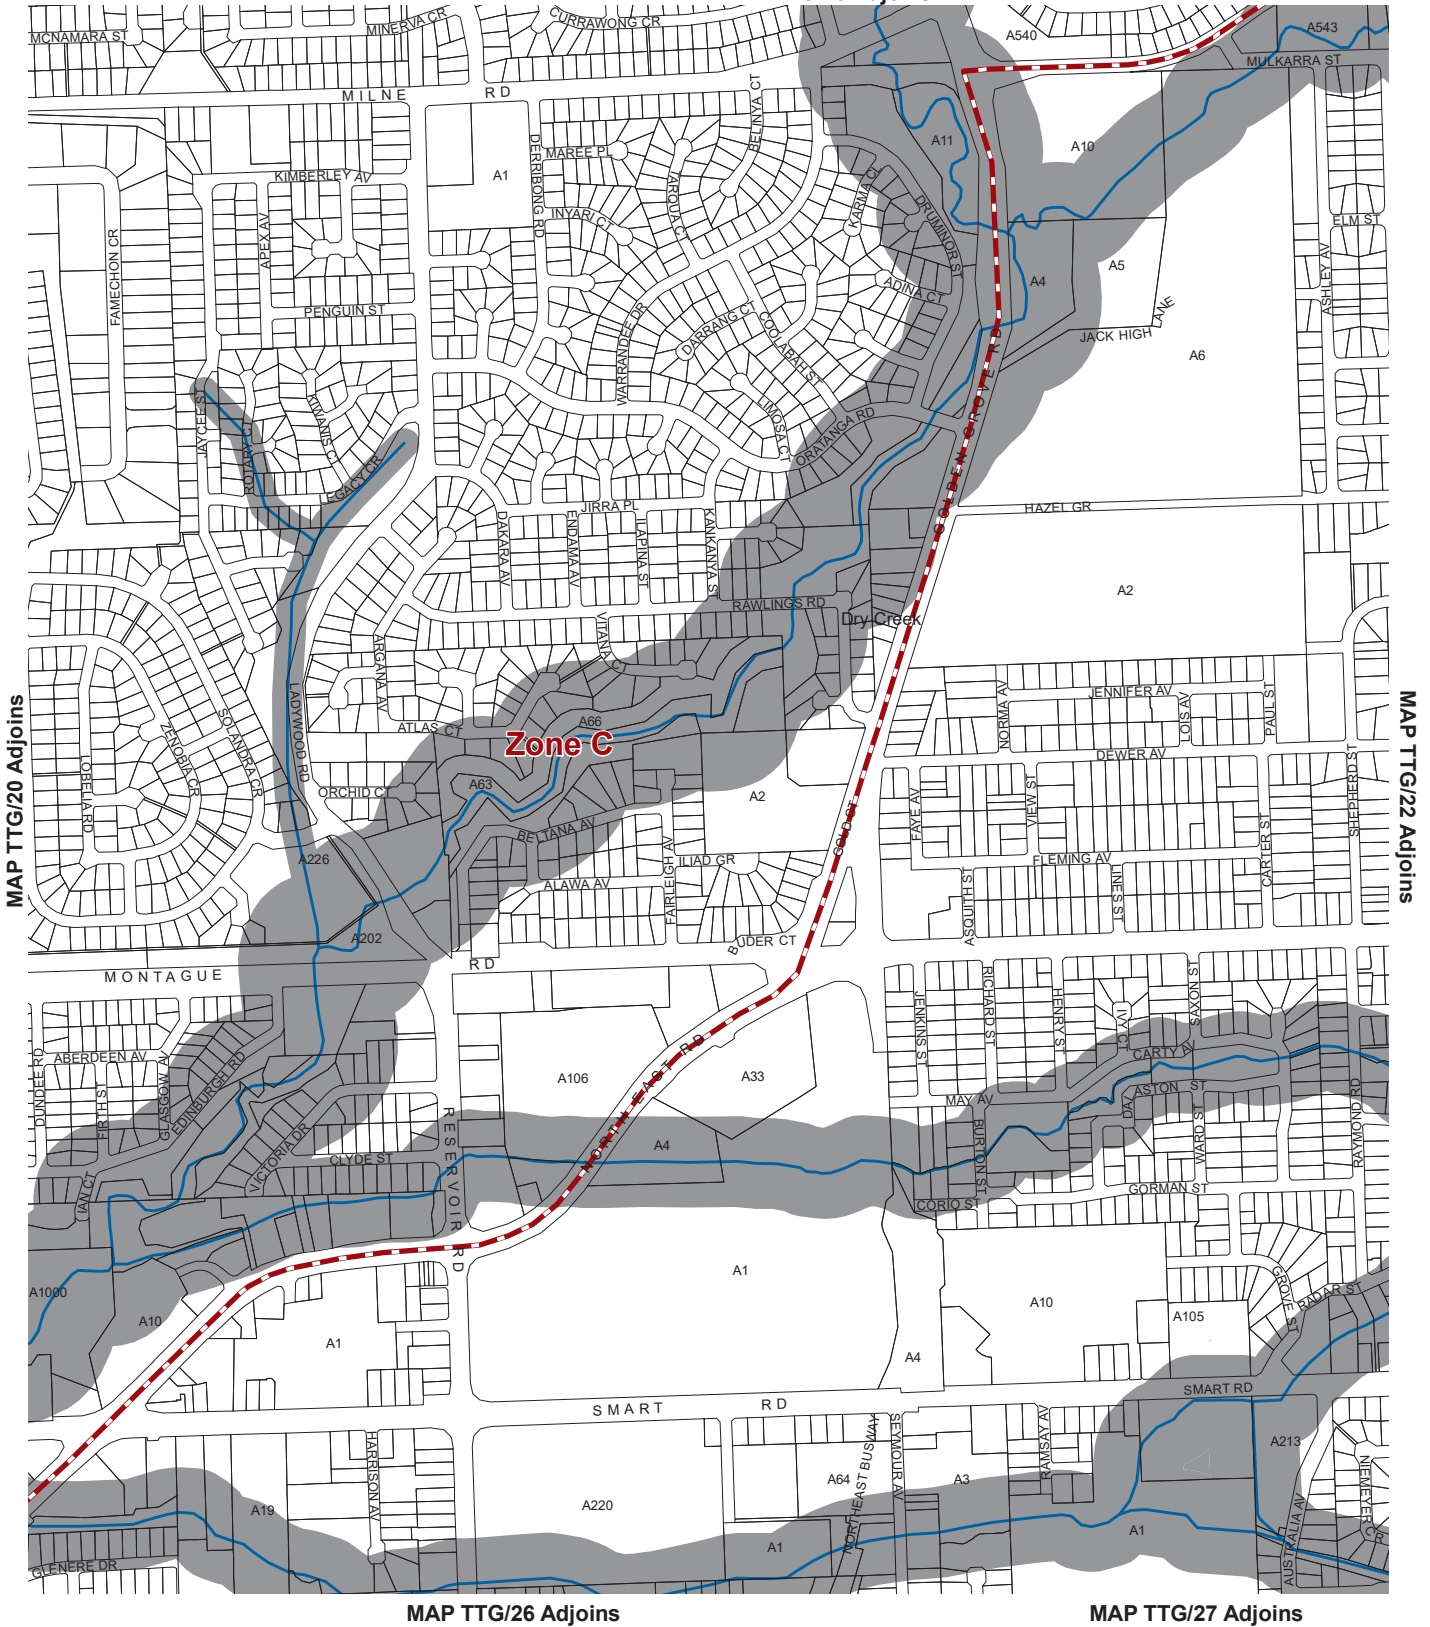 MCNAMARA ST
MINERVA CR
CURRAWONG CR
A540
A543
MULKARRA ST
MILNE RD
BELINYA CT
DERRIBONG RD
MAREE PL
A11
A10
KIMBERLEY AV
A1
ARQUA CT
KARMA CL
DRUMINOR ST
INYARI CT
APEX AV
FAMECHON CR
ELM ST
ASHLEY AV
A5
A4
ADINA CT
PENGUIN ST
WARRANDEE DR
DARRANG CT
COOLABAH ST
JACK HIGH LANE
A6
GOLDEN GROVE RD
JAYCEE ST
ROTARY C
KIWANIS C
LEGACY CR
LIMOSA C
ORATANGA RD
JIRRA PL
HAZEL GR
DAKARA AV
ENDAMA AV
ILAPINA ST
KANKANYA ST
A2
RAWLINGS RD
Dry Creek
VITANA CT
ARGANA AV
ATLAS CT
A66
Zone C
LADYWOOD RD
SOLANDRA CR
ZENOBIA CR
LOBELIA RD
ORCHID CT
A63
BELTANA AV
A2
NORMA AV
JENNIFER AV
LOIS AV
PAUL ST
DEWER AV
MAP TTG/20 Adjoins
MAP TTG/22 Adjoins
FAYE AV
VIEW ST
SHEPHERD ST
CARTER ST
GOLD CT
FLEMING AV
A226
ILIAD GR
ALAWA AV
FAIRLEIGH AV
ASQUITH ST
LINES ST
A202
BUDER CT
MONTAGUE RD
JENKINS ST
RICHARD ST
HENRY ST
IVY CT
SAXON ST
CARTY AV
DUNDEE RD
ABERDEEN AV
FIRTH ST
GLASGOW AV
EDINBURGH RD
A106
A33
NORTH EAST RD
MAY AV
ASTON ST
WARD ST
RAYMOND RD
RESERVOIR RD
A4
VICTORIA DR
CLYDE ST
IAN CT
BURTON ST
CORIO ST
GORMAN ST
A1
A1000
A10
A1
A10
A105
A4
GROVE ST
RADAR ST
SMART RD
SMART RD
HARRISON AV
NORTHEAST BUSWAY
SEYMOUR AV
RAMSAY AV
A213
A64
A3
A19
A220
A1
A1
AUSTRALIA AV
NIEMEYER CR
GLENERE DR
MAP TTG/26 Adjoins
MAP TTG/27 Adjoins